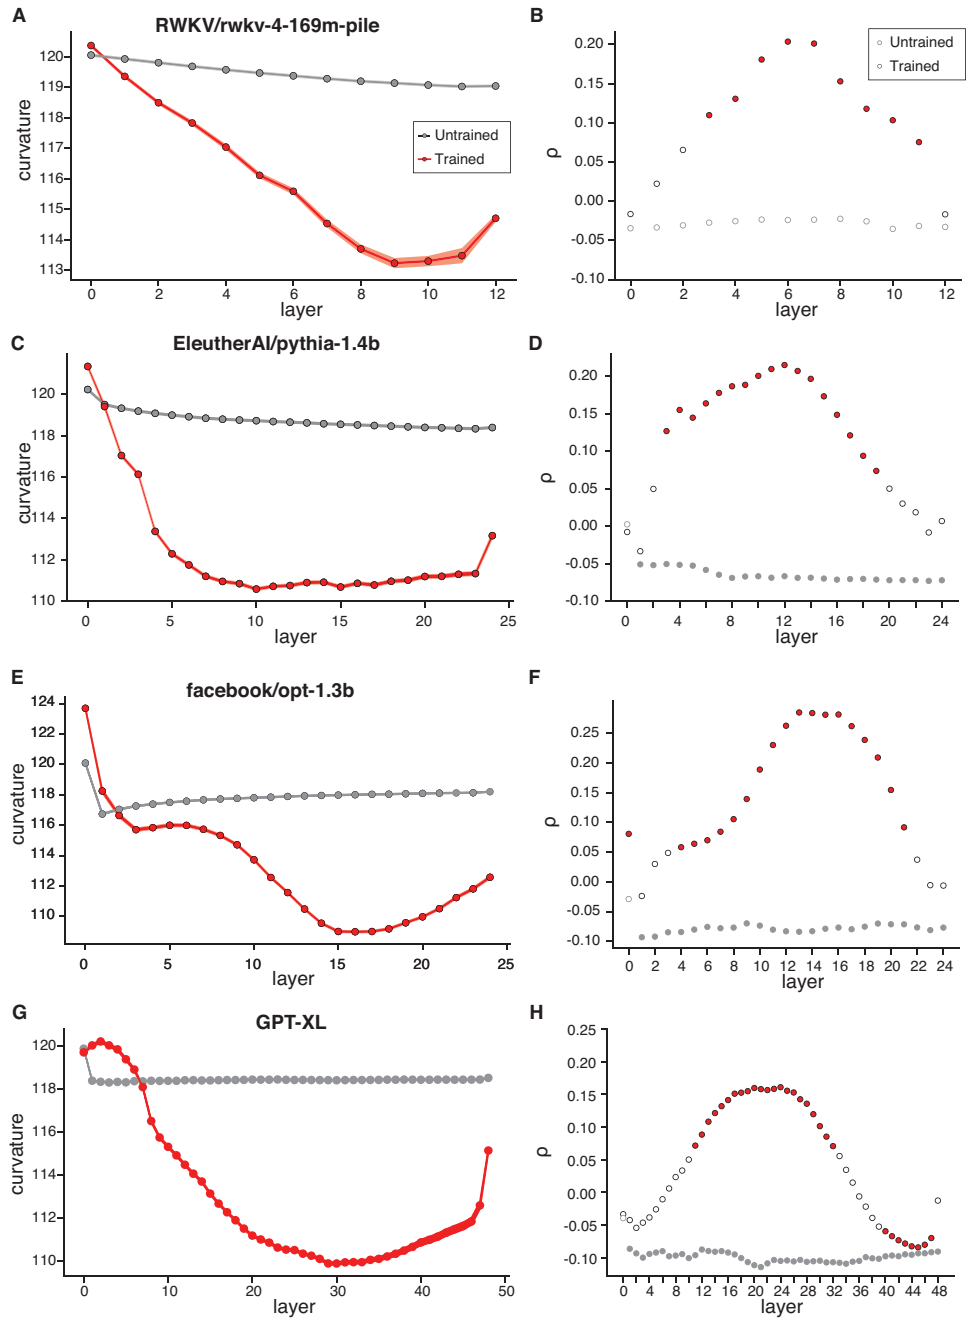 A RWKV/rwkv-4-169m-pile
120
119
118
117
116
115
114
113
curvature
Untrained
Trained
0 2 4 6 8 10 12
layer
B
0.20
0.15
0.10
0.05
0.00
-0.05
-0.10
ρ
Untrained
Trained
0 2 4 6 8 10 12
layer
C EleutherAI/pythia-1.4b
120
118
116
114
112
110
curvature
0 5 10 15 20 25
layer
D
0.20
0.15
0.10
0.05
0.00
-0.05
-0.10
ρ
0 4 8 12 16 20 24
layer
E facebook/opt-1.3b
124
122
120
118
116
114
112
110
curvature
0 5 10 15 20 25
layer
F
0.25
0.20
0.15
0.10
0.05
0.00
-0.05
-0.10
ρ
0 2 4 6 8 10 12 14 16 18 20 22 24
layer
G GPT-XL
120
118
116
114
112
110
curvature
0 10 20 30 40 50
layer
H
0.25
0.20
0.15
0.10
0.05
0.00
-0.05
-0.10
ρ
0 4 8 12 16 20 24 28 32 36 40 44 48
layer